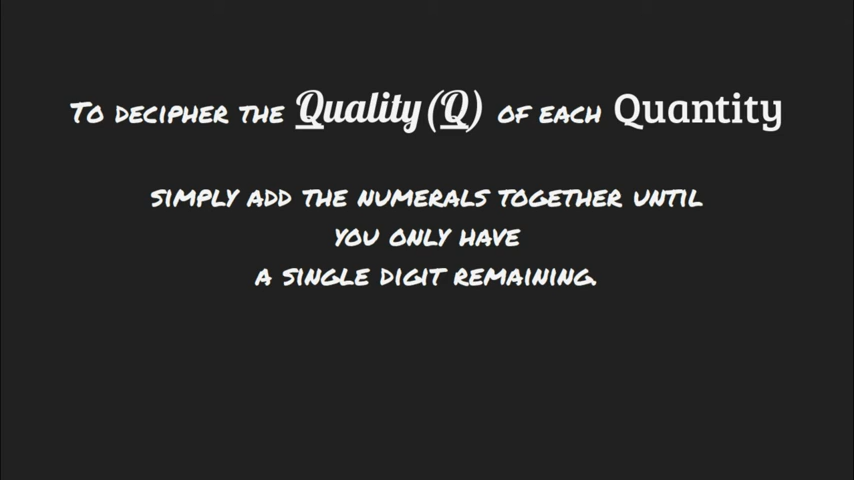 To decipher the Quality(Q) of each Quantity
simply add the numerals together until
you only have
a single digit remaining.